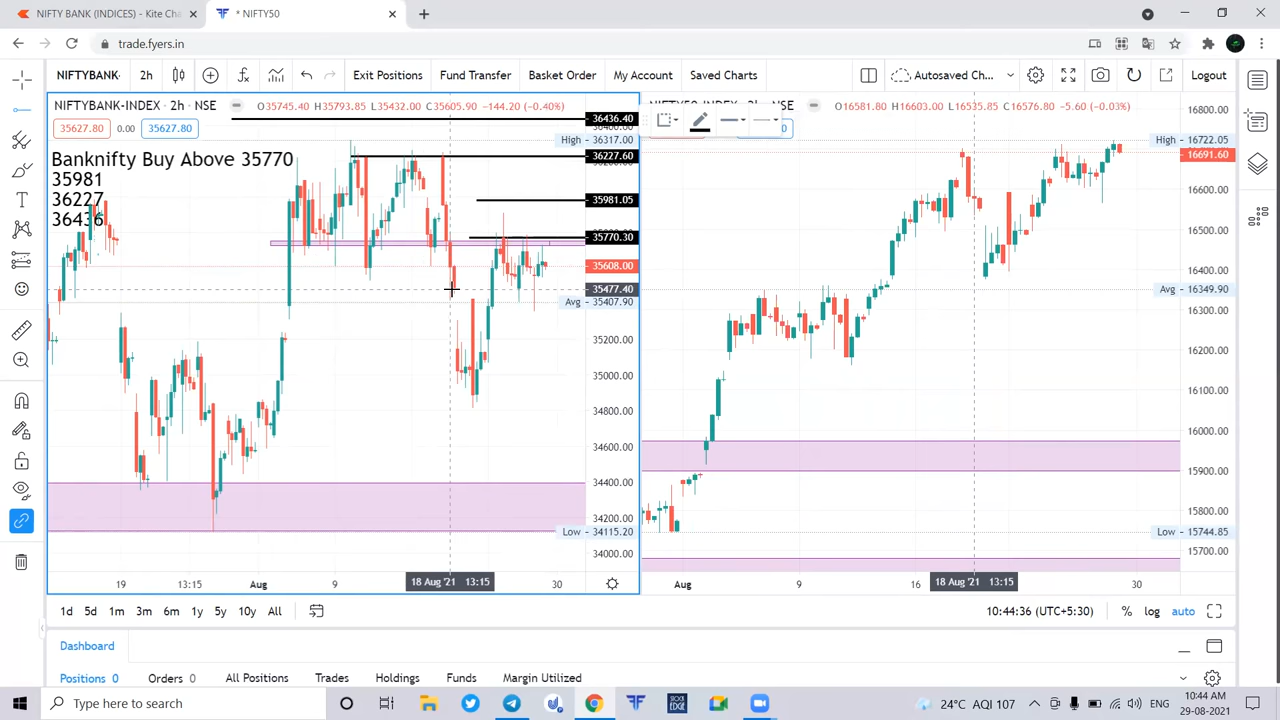 NIFTY BANK (INDICES) - Kite Cha
* NIFTY50
trade.fyers.in
NIFTYBANK-
2h
Exit Positions
Fund Transfer
Basket Order
My Account
Saved Charts
Autosaved Ch...
Logout
NIFTYBANK-INDEX • 2h • NSE
O35745.40 H35793.85 L35432.00 C35605.90 −144.20 (−0.40%)
35627.80 0.00 35627.80
Banknifty Buy Above 35770
35981
36227
36436
36436.40
High 36317.00
36227.60
35981.05
35770.30
35608.00
35477.40
Avg 35407.90
35200.00
35000.00
34800.00
34600.00
34400.00
34200.00
Low 34115.20
34000.00
19 13:15 Aug 9 18 Aug '21 13:15 30
O16581.80 H16603.00 L16535.85 C16576.80 −5.60 (−0.03%)
16800.00
High 16722.05
16691.60
16600.00
16500.00
16400.00
Avg 16349.90
16300.00
16200.00
16100.00
16000.00
15900.00
15800.00
Low 15744.85
15700.00
Aug 9 16 18 Aug '21 13:15 30
1d 5d 1m 3m 6m 1y 5y 10y All
10:44:36 (UTC+5:30) % log auto
Dashboard
Positions 0 Orders 0 All Positions Trades Holdings Funds Margin Utilized
Type here to search
24°C AQI 107
ENG
10:44 AM
29-08-2021